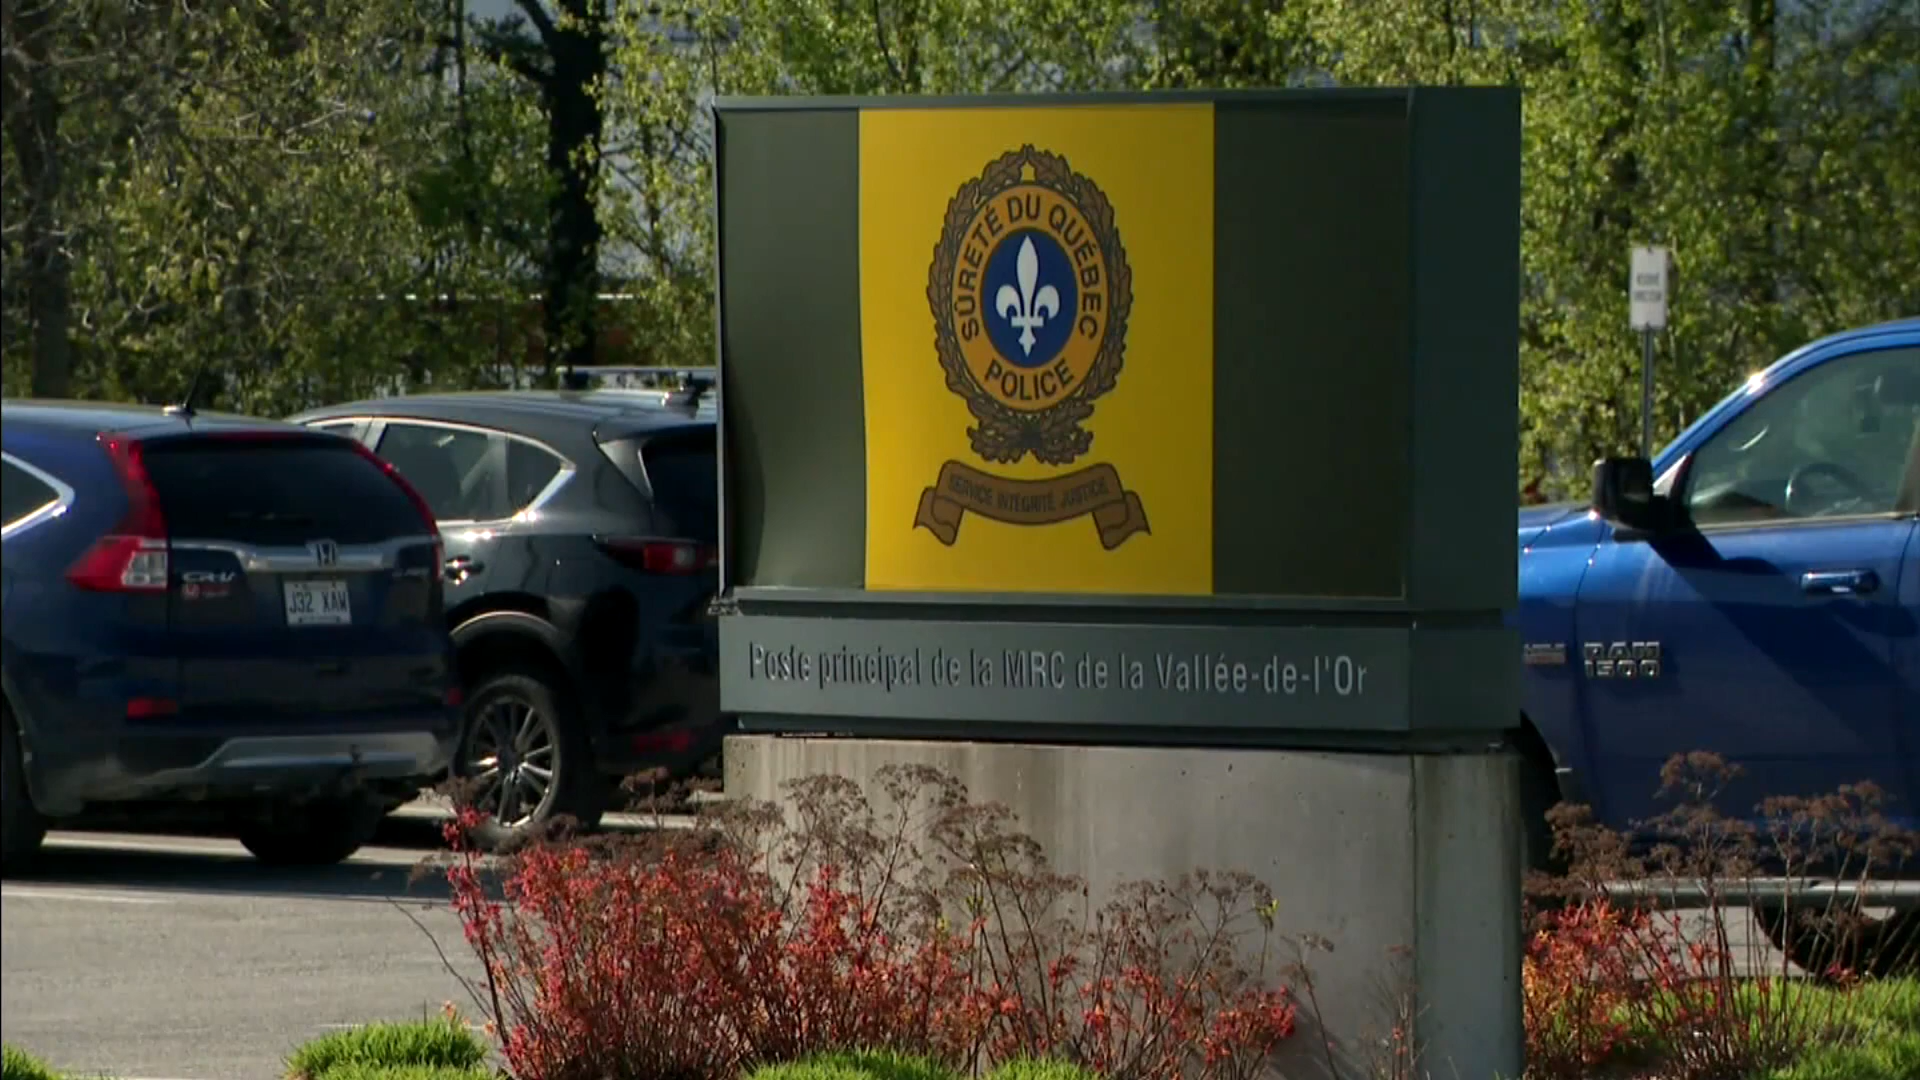 SÛRETÉ DU QUÉBEC
POLICE
SERVICE INTÉGRITÉ JUSTICE
Poste principal de la MRC de la Vallée-de-l'Or
CR-V
J32 XAW
RAM
1500